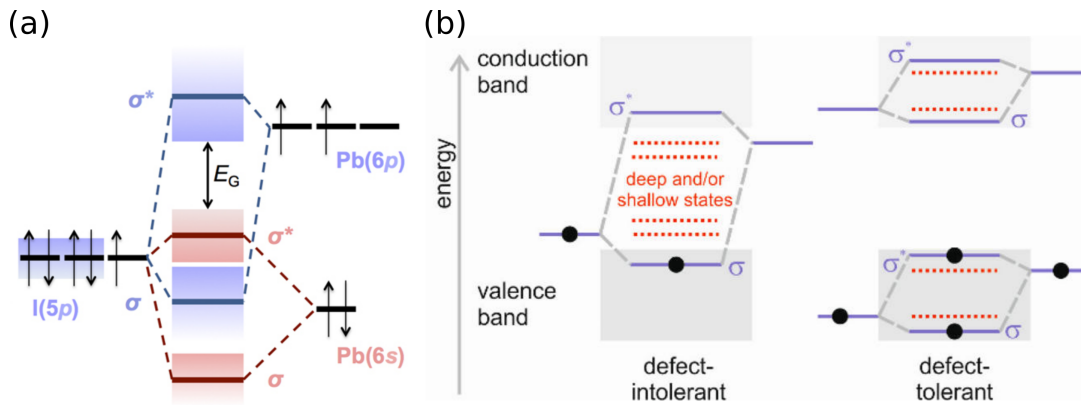 (a)
σ*
Pb(6p)
E_G
σ*
I(5p)
σ
Pb(6s)
σ
(b)
energy
conduction
band
valence
band
σ*
deep and/or
shallow states
σ
defect-
intolerant
σ*
σ
σ*
σ
defect-
tolerant